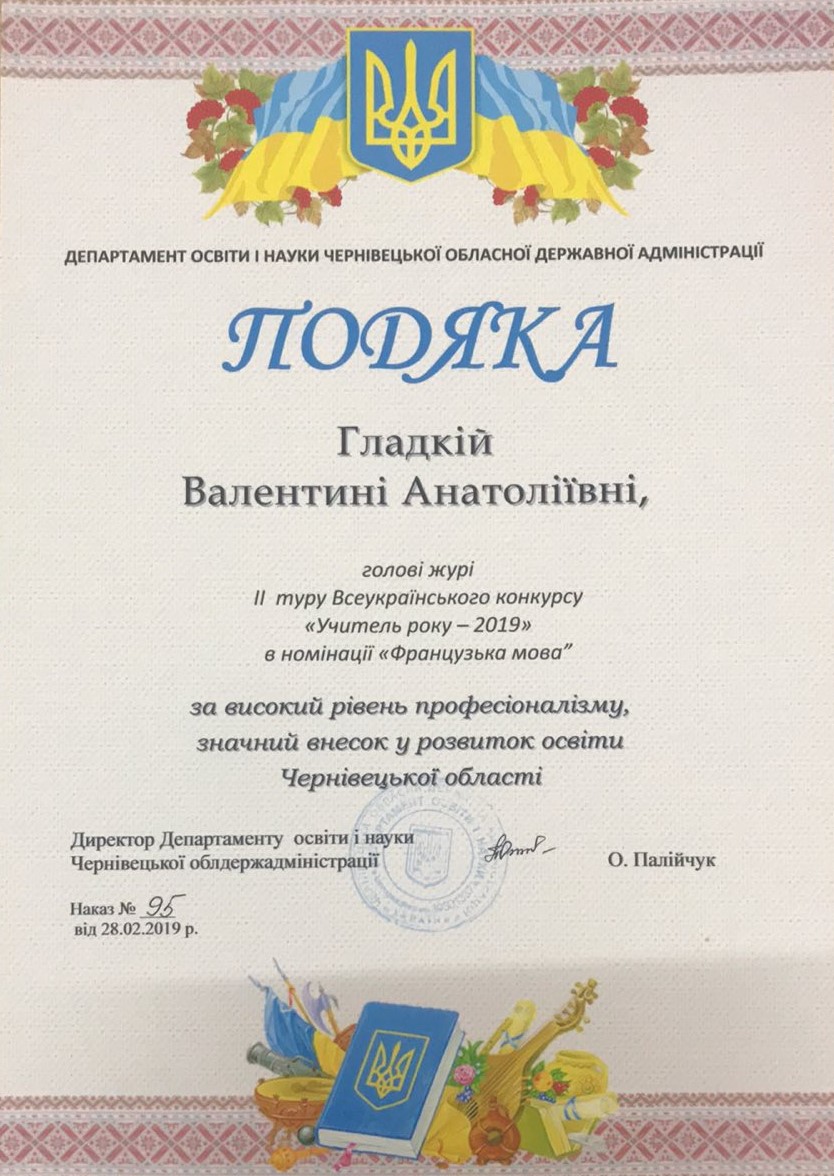 ДЕПАРТАМЕНТ ОСВІТИ І НАУКИ ЧЕРНІВЕЦЬКОЇ ОБЛАСНОЇ ДЕРЖАВНОЇ АДМІНІСТРАЦІЇ
ПОДЯКА
Гладкій
Валентині Анатоліївні,
голові журі
ІІ туру Всеукраїнського конкурсу
«Учитель року – 2019»
в номінації «Французька мова”
за високий рівень професіоналізму,
значний внесок у розвиток освіти
Чернівецької області
Директор Департаменту освіти і науки
Чернівецької облдержадміністрації
О. Палійчук
Наказ № 95
від 28.02.2019 р.